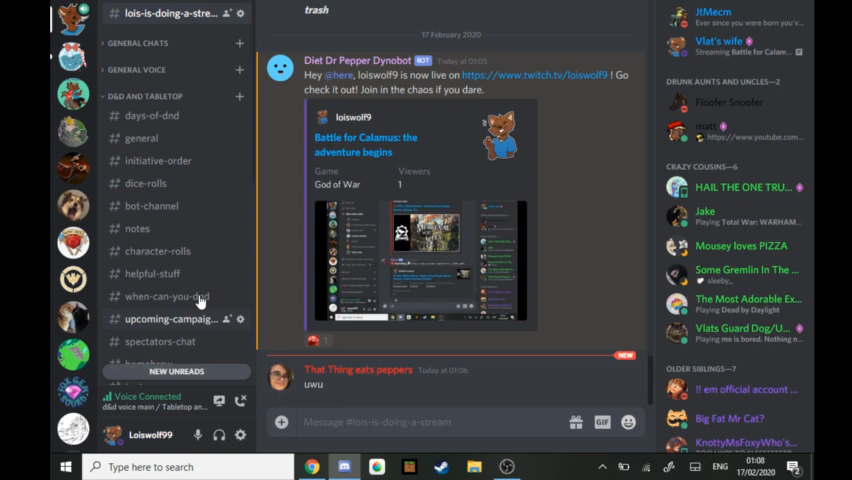 lois-is-doing-a-stre...
GENERAL CHATS
GENERAL VOICE
D&D AND TABLETOP
days-of-dnd
general
initiative-order
dice-rolls
bot-channel
notes
character-rolls
helpful-stuff
when-can-you-dnd
upcoming-campaig...
spectators-chat
NEW UNREADS
Voice Connected
d&d voice main / Tabletop an...
Loiswolf99
trash
17 February 2020
Diet Dr Pepper Dynobot BOT Today at 01:05
Hey @here, loiswolf9 is now live on https://www.twitch.tv/loiswolf9 ! Go
check it out! Join in the chaos if you dare.
loiswolf9
Battle for Calamus: the
adventure begins
Game Viewers
God of War 1
1
NEW
That Thing eats peppers Today at 01:06
uwu
Message #lois-is-doing-a-stream
GIF
JtMecm
Ever since you were born you'v...
Vlat's wife
Streaming Battle for Calam...
DRUNK AUNTS AND UNCLES—2
Floofer Snoofer
matt
https://www.youtube.com...
CRAZY COUSINS—6
HAIL THE ONE TRU...
Jake
Playing Total War: WARHAM...
Mousey loves PIZZA
Some Gremlin In The ...
sleeby_
The Most Adorable Ex...
Playing Dead by Daylight
Vlats Guard Dog/U...
Playing me is bored. Nothing n...
OLDER SIBLINGS—7
!! em official account ...
Big Fat Mr Cat?
KnottyMsFoxyWho's...
Type here to search
ENG
01:08
17/02/2020
2